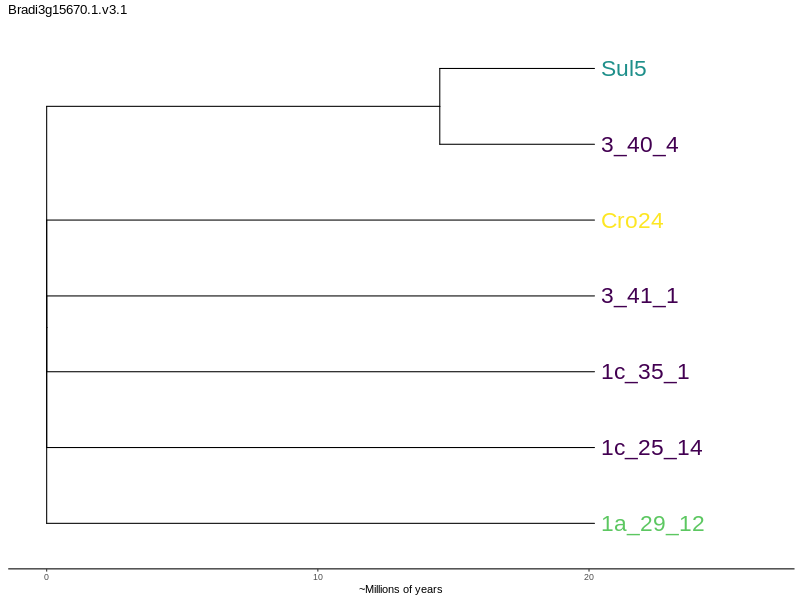 Bradi3g15670.1.v3.1
Sul5
3_40_4
Cro24
3_41_1
1c_35_1
1c_25_14
1a_29_12
0 10 20
~Millions of years